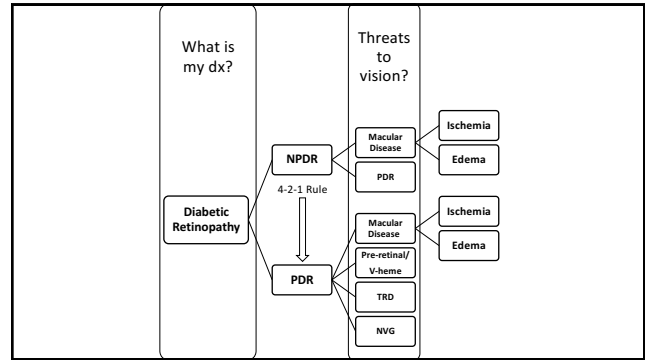 What is
my dx?
Threats
to
vision?
Diabetic
Retinopathy
NPDR
4-2-1 Rule
PDR
Macular
Disease
PDR
Macular
Disease
Pre-retinal/
V-heme
TRD
NVG
Ischemia
Edema
Ischemia
Edema